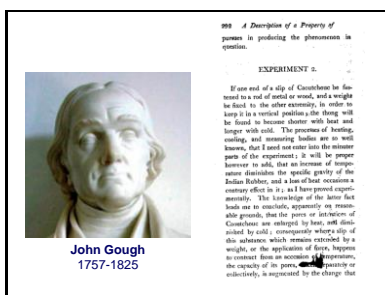 290 A Description of a Property of
pursues in producing the phenomenon in
question.
EXPERIMENT 2.
If one end of a slip of Caoutchouc be fas-
tened to a rod of metal or wood, and a weight
be fixed to the other extremity, in order to
keep it in a vertical position; the thong will
be found to become shorter with heat and
longer with cold. The processes of heating,
cooling, and measuring bodies are so well
known, that I need not enter into the minuter
parts of the experiment; it will be proper
however to add, that an increase of tempe-
rature diminishes the specific gravity of the
Indian Rubber, and a loss of heat occasions a
contrary effect in it; as I have proved experi-
mentally. The knowledge of the latter fact
leads me to conclude, apparently on reason-
able grounds, that the pores or interstices of
Caoutchouc are enlarged by heat, and dimi-
nished by cold; consequently when a slip of
this substance which remains extended by a
weight, or the application of force, happens
to contract from an accession of temperature,
the capacity of its pores, separately or
collectively, is augmented by the change that
John Gough
1757-1825